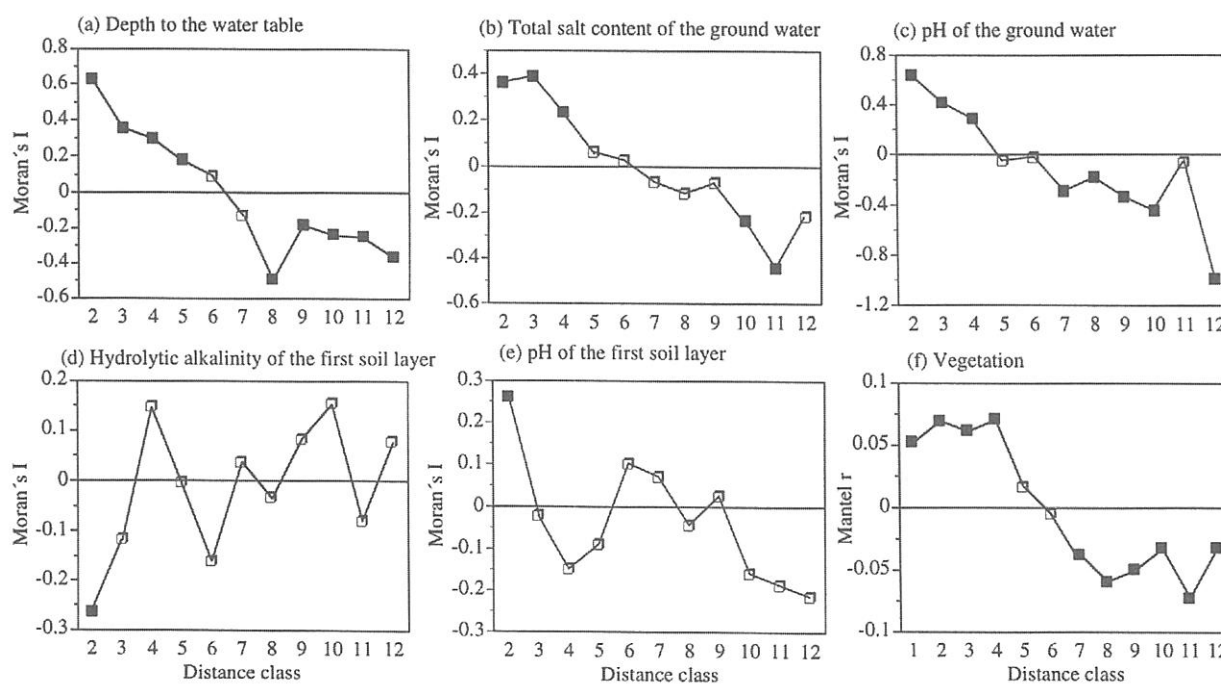 (a) Depth to the water table
(b) Total salt content of the ground water
(c) pH of the ground water
Moran´s I
0.8
0.6
0.4
0.2
0
-0.2
-0.4
-0.6
2 3 4 5 6 7 8 9 10 11 12
Moran´s I
0.4
0.2
0
-0.2
-0.4
-0.6
2 3 4 5 6 7 8 9 10 11 12
Moran´s I
0.8
0.4
0
-0.4
-0.8
-1.2
2 3 4 5 6 7 8 9 10 11 12
(d) Hydrolytic alkalinity of the first soil layer
(e) pH of the first soil layer
(f) Vegetation
Moran´s I
0.2
0.1
0
-0.1
-0.2
-0.3
2 3 4 5 6 7 8 9 10 11 12
Distance class
Moran´s I
0.3
0.2
0.1
0
-0.1
-0.2
-0.3
2 3 4 5 6 7 8 9 10 11 12
Distance class
Mantel r
0.1
0.05
0
-0.05
-0.1
1 2 3 4 5 6 7 8 9 10 11 12
Distance class